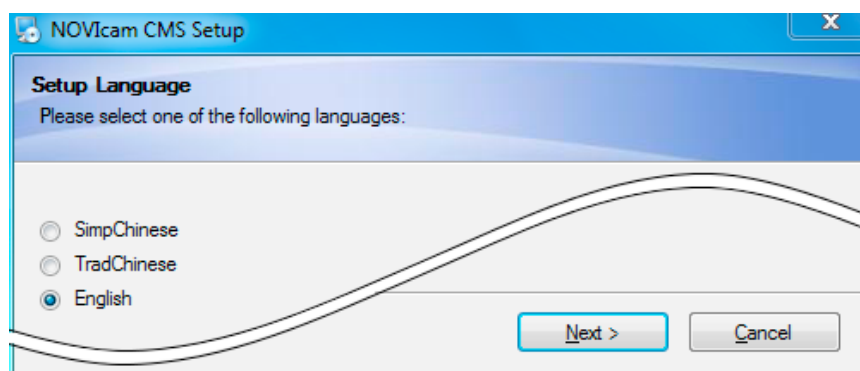 NOVIcam CMS Setup
Setup Language
Please select one of the following languages:
SimpChinese
TradChinese
English
Next > Cancel